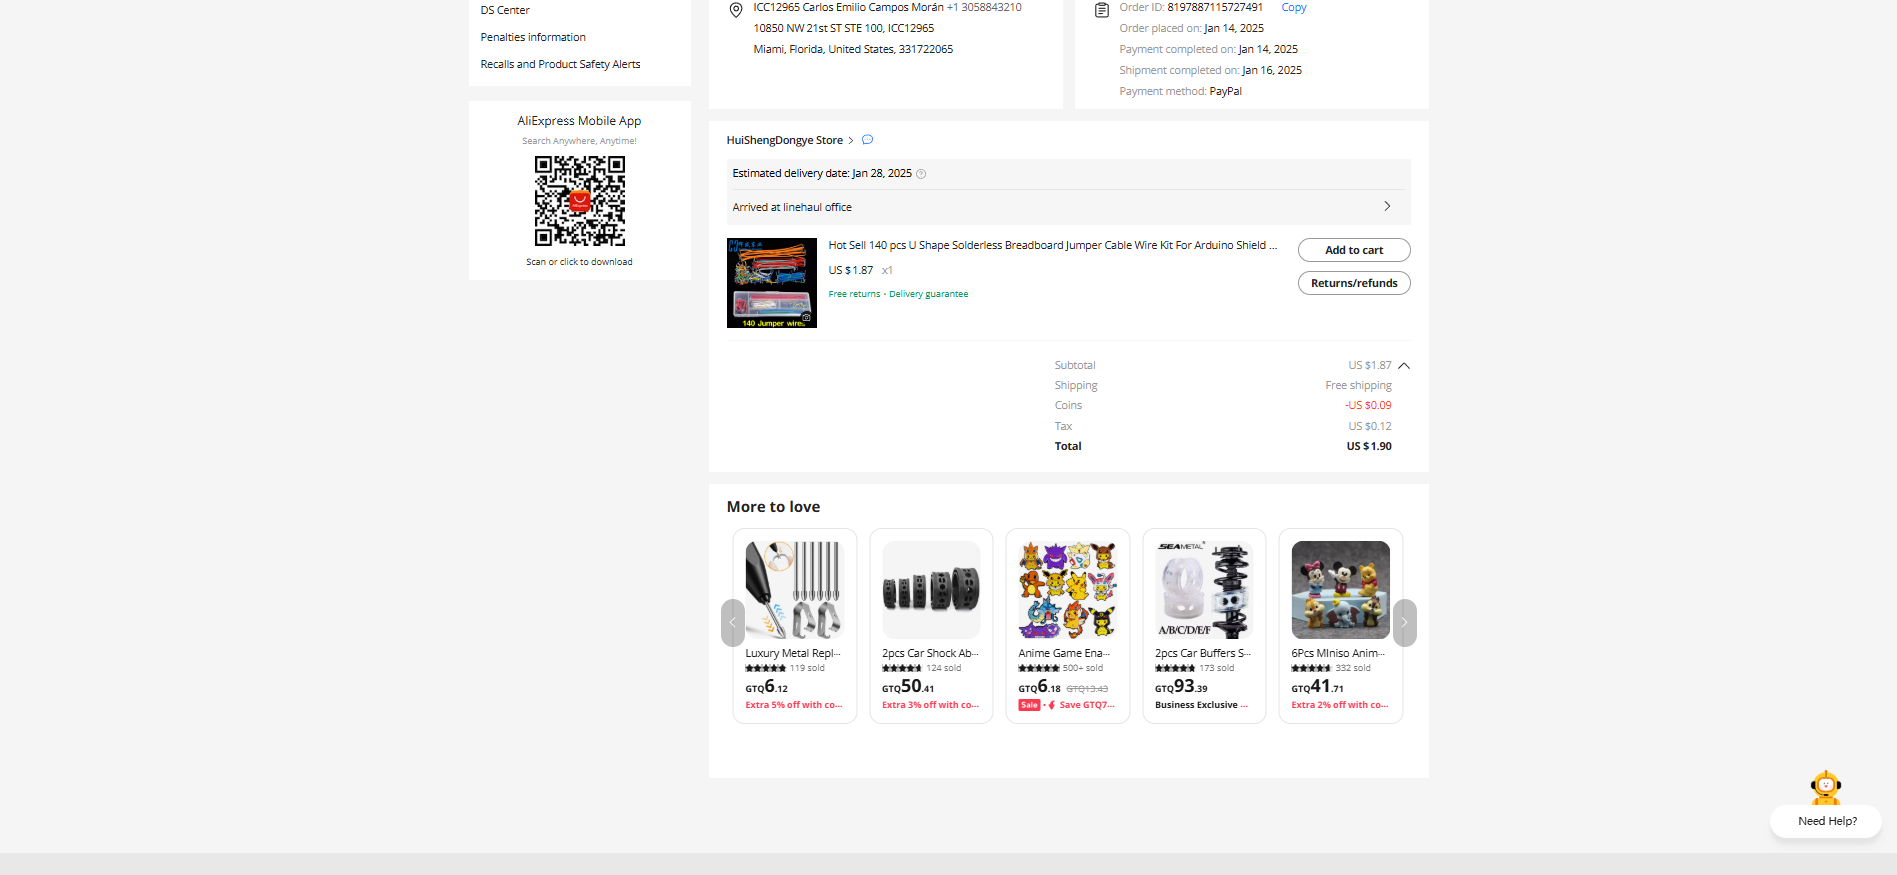 DS Center
Penalties information
Recalls and Product Safety Alerts
AliExpress Mobile App
Search Anywhere, Anytime!
Scan or click to download
ICC12965 Carlos Emilio Campos Morán +1 3058843210
10850 NW 21st ST STE 100, ICC12965
Miami, Florida, United States, 331722065
Order ID: 8197887115727491 Copy
Order placed on: Jan 14, 2025
Payment completed on: Jan 14, 2025
Shipment completed on: Jan 16, 2025
Payment method: PayPal
HuiShengDongye Store
Estimated delivery date: Jan 28, 2025
Arrived at linehaul office
140 Jumper wires
Hot Sell 140 pcs U Shape Solderless Breadboard Jumper Cable Wire Kit For Arduino Shield ...
US $1.87 x1
Free returns · Delivery guarantee
Add to cart
Returns/refunds
Subtotal US $1.87
Shipping Free shipping
Coins -US $0.09
Tax US $0.12
Total US $1.90
More to love
Luxury Metal Repl...
119 sold
GTQ6.12
Extra 5% off with co...
2pcs Car Shock Ab...
124 sold
GTQ50.41
Extra 3% off with co...
Anime Game Ena...
500+ sold
GTQ6.18 GTQ13.43
Sale · Save GTQ7...
SEAMETAL
A/B/C/D/E/F
2pcs Car Buffers S...
173 sold
GTQ93.39
Business Exclusive ...
6Pcs MIniso Anim...
332 sold
GTQ41.71
Extra 2% off with co...
Need Help?